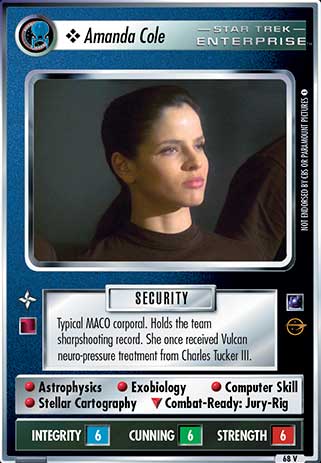 ❖ Amanda Cole
STAR TREK
ENTERPRISE™
NOT ENDORSED BY CBS OR PARAMOUNT PICTURES
SECURITY
Typical MACO corporal. Holds the team
sharpshooting record. She once received Vulcan
neuro-pressure treatment from Charles Tucker III.
Astrophysics Exobiology Computer Skill
Stellar Cartography Combat-Ready: Jury-Rig
INTEGRITY 6 CUNNING 6 STRENGTH 6
68 V